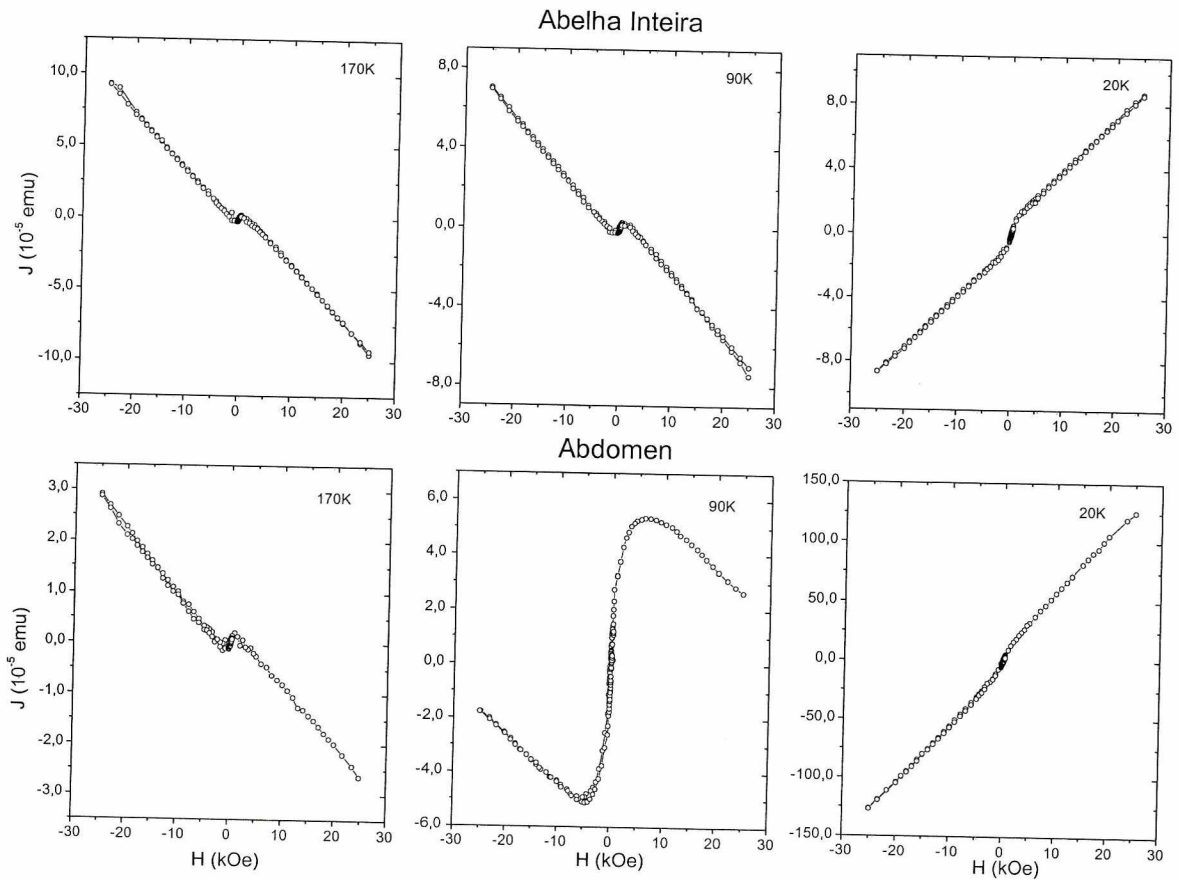 Abelha Inteira
170K
10,0
5,0
0,0
-5,0
-10,0
J (10⁻⁵ emu)
-30 -20 -10 0 10 20 30
90K
8,0
4,0
0,0
-4,0
-8,0
-30 -20 -10 0 10 20 30
20K
8,0
4,0
0,0
-4,0
-8,0
-30 -20 -10 0 10 20 30
Abdomen
170K
3,0
2,0
1,0
0,0
-1,0
-2,0
-3,0
J (10⁻⁵ emu)
-30 -20 -10 0 10 20 30
H (kOe)
90K
6,0
4,0
2,0
0,0
-2,0
-4,0
-6,0
-30 -20 -10 0 10 20 30
H (kOe)
20K
150,0
100,0
50,0
0,0
-50,0
-100,0
-150,0
-30 -20 -10 0 10 20 30
H (kOe)